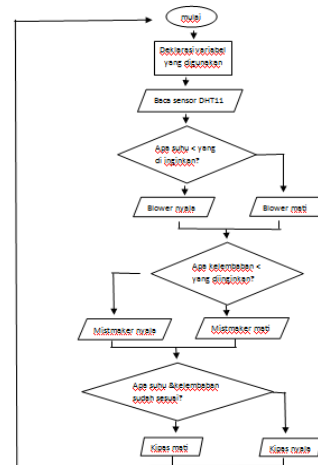 mulai
Deklarasi variabel
yang digunakan
Baca sensor DHT11
Apa suhu < yang
di inginkan?
Blower nyala
Blower mati
Apa kelembaban <
yang diinginkan?
Mistmaker nyala
Mistmaker mati
Apa suhu &kelembaban
sudah sesuai?
Kipas mati
Kipas nyala